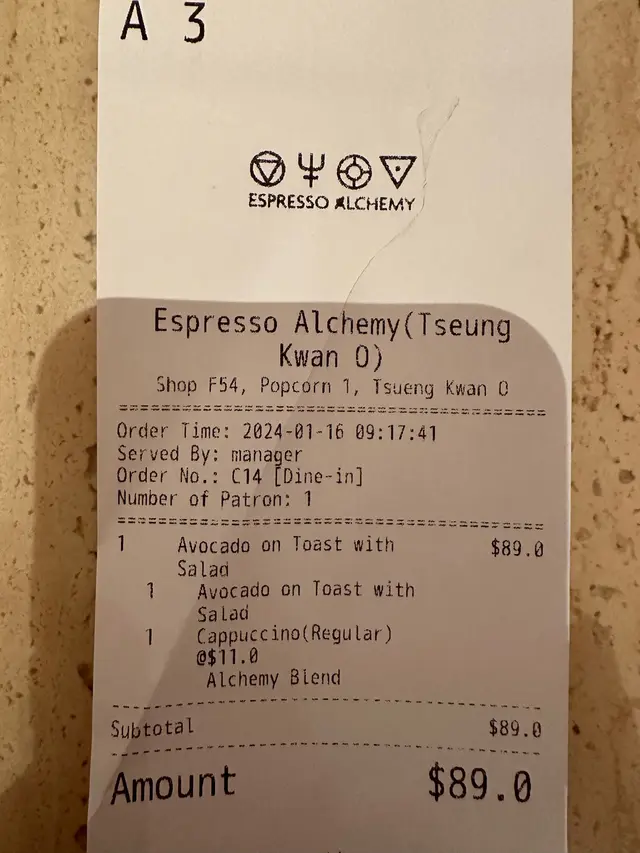 A 3
ESPRESSO ALCHEMY
Espresso Alchemy(Tseung
Kwan O)
Shop F54, Popcorn 1, Tsueng Kwan O
Order Time: 2024-01-16 09:17:41
Served By: manager
Order No.: C14 [Dine-in]
Number of Patron: 1
1 Avocado on Toast with $89.0
Salad
1 Avocado on Toast with
Salad
1 Cappuccino(Regular)
@$11.0
Alchemy Blend
Subtotal $89.0
Amount $89.0